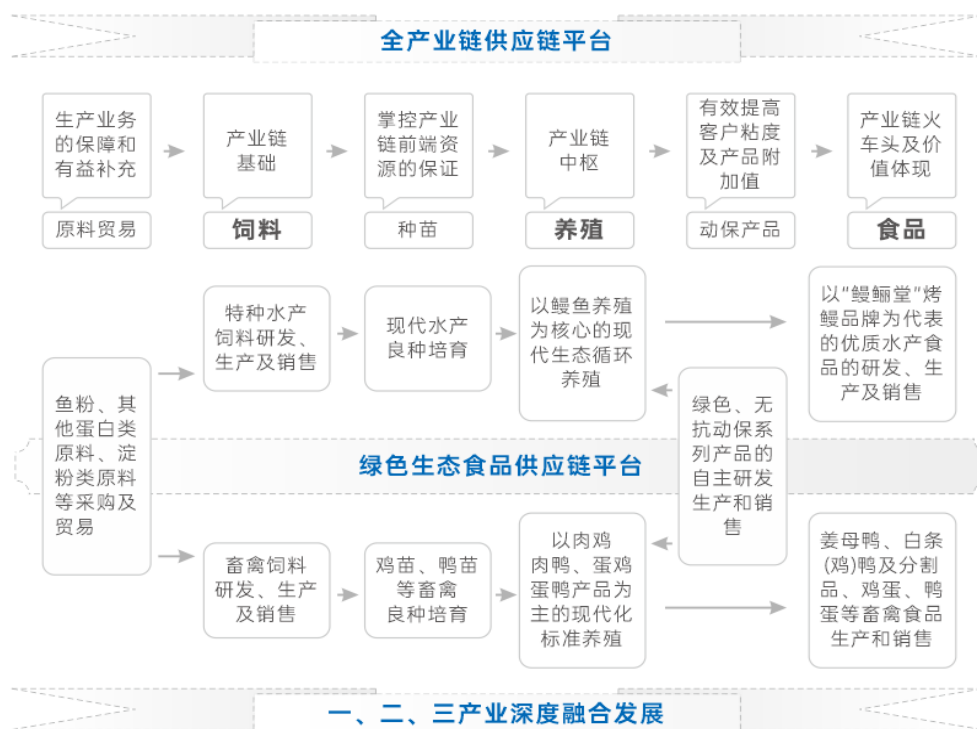 全产业链供应链平台
生产业务
的保障和
有益补充
产业链
基础
掌控产业
链前端资
源的保证
产业链
中枢
有效提高
客户粘度
及产品附
加值
产业链火
车头及价
值体现
原料贸易
饲料
种苗
养殖
动保产品
食品
鱼粉、其
他蛋白类
原料、淀
粉类原料
等采购及
贸易
特种水产
饲料研发、
生产及销售
现代水产
良种培育
以鳗鱼养殖
为核心的现
代生态循环
养殖
以“鳗鲡堂”烤
鳗品牌为代表
的优质水产食
品的研发、生
产及销售
绿色、无
抗动保系
列产品的
自主研发
生产和销
售
绿色生态食品供应链平台
畜禽饲料
研发、生产
及销售
鸡苗、鸭苗
等畜禽
良种培育
以肉鸡
肉鸭、蛋鸡
蛋鸭产品为
主的现代化
标准养殖
姜母鸭、白条
(鸡)鸭及分割
品、鸡蛋、鸭
蛋等畜禽食品
生产和销售
一、二、三产业深度融合发展